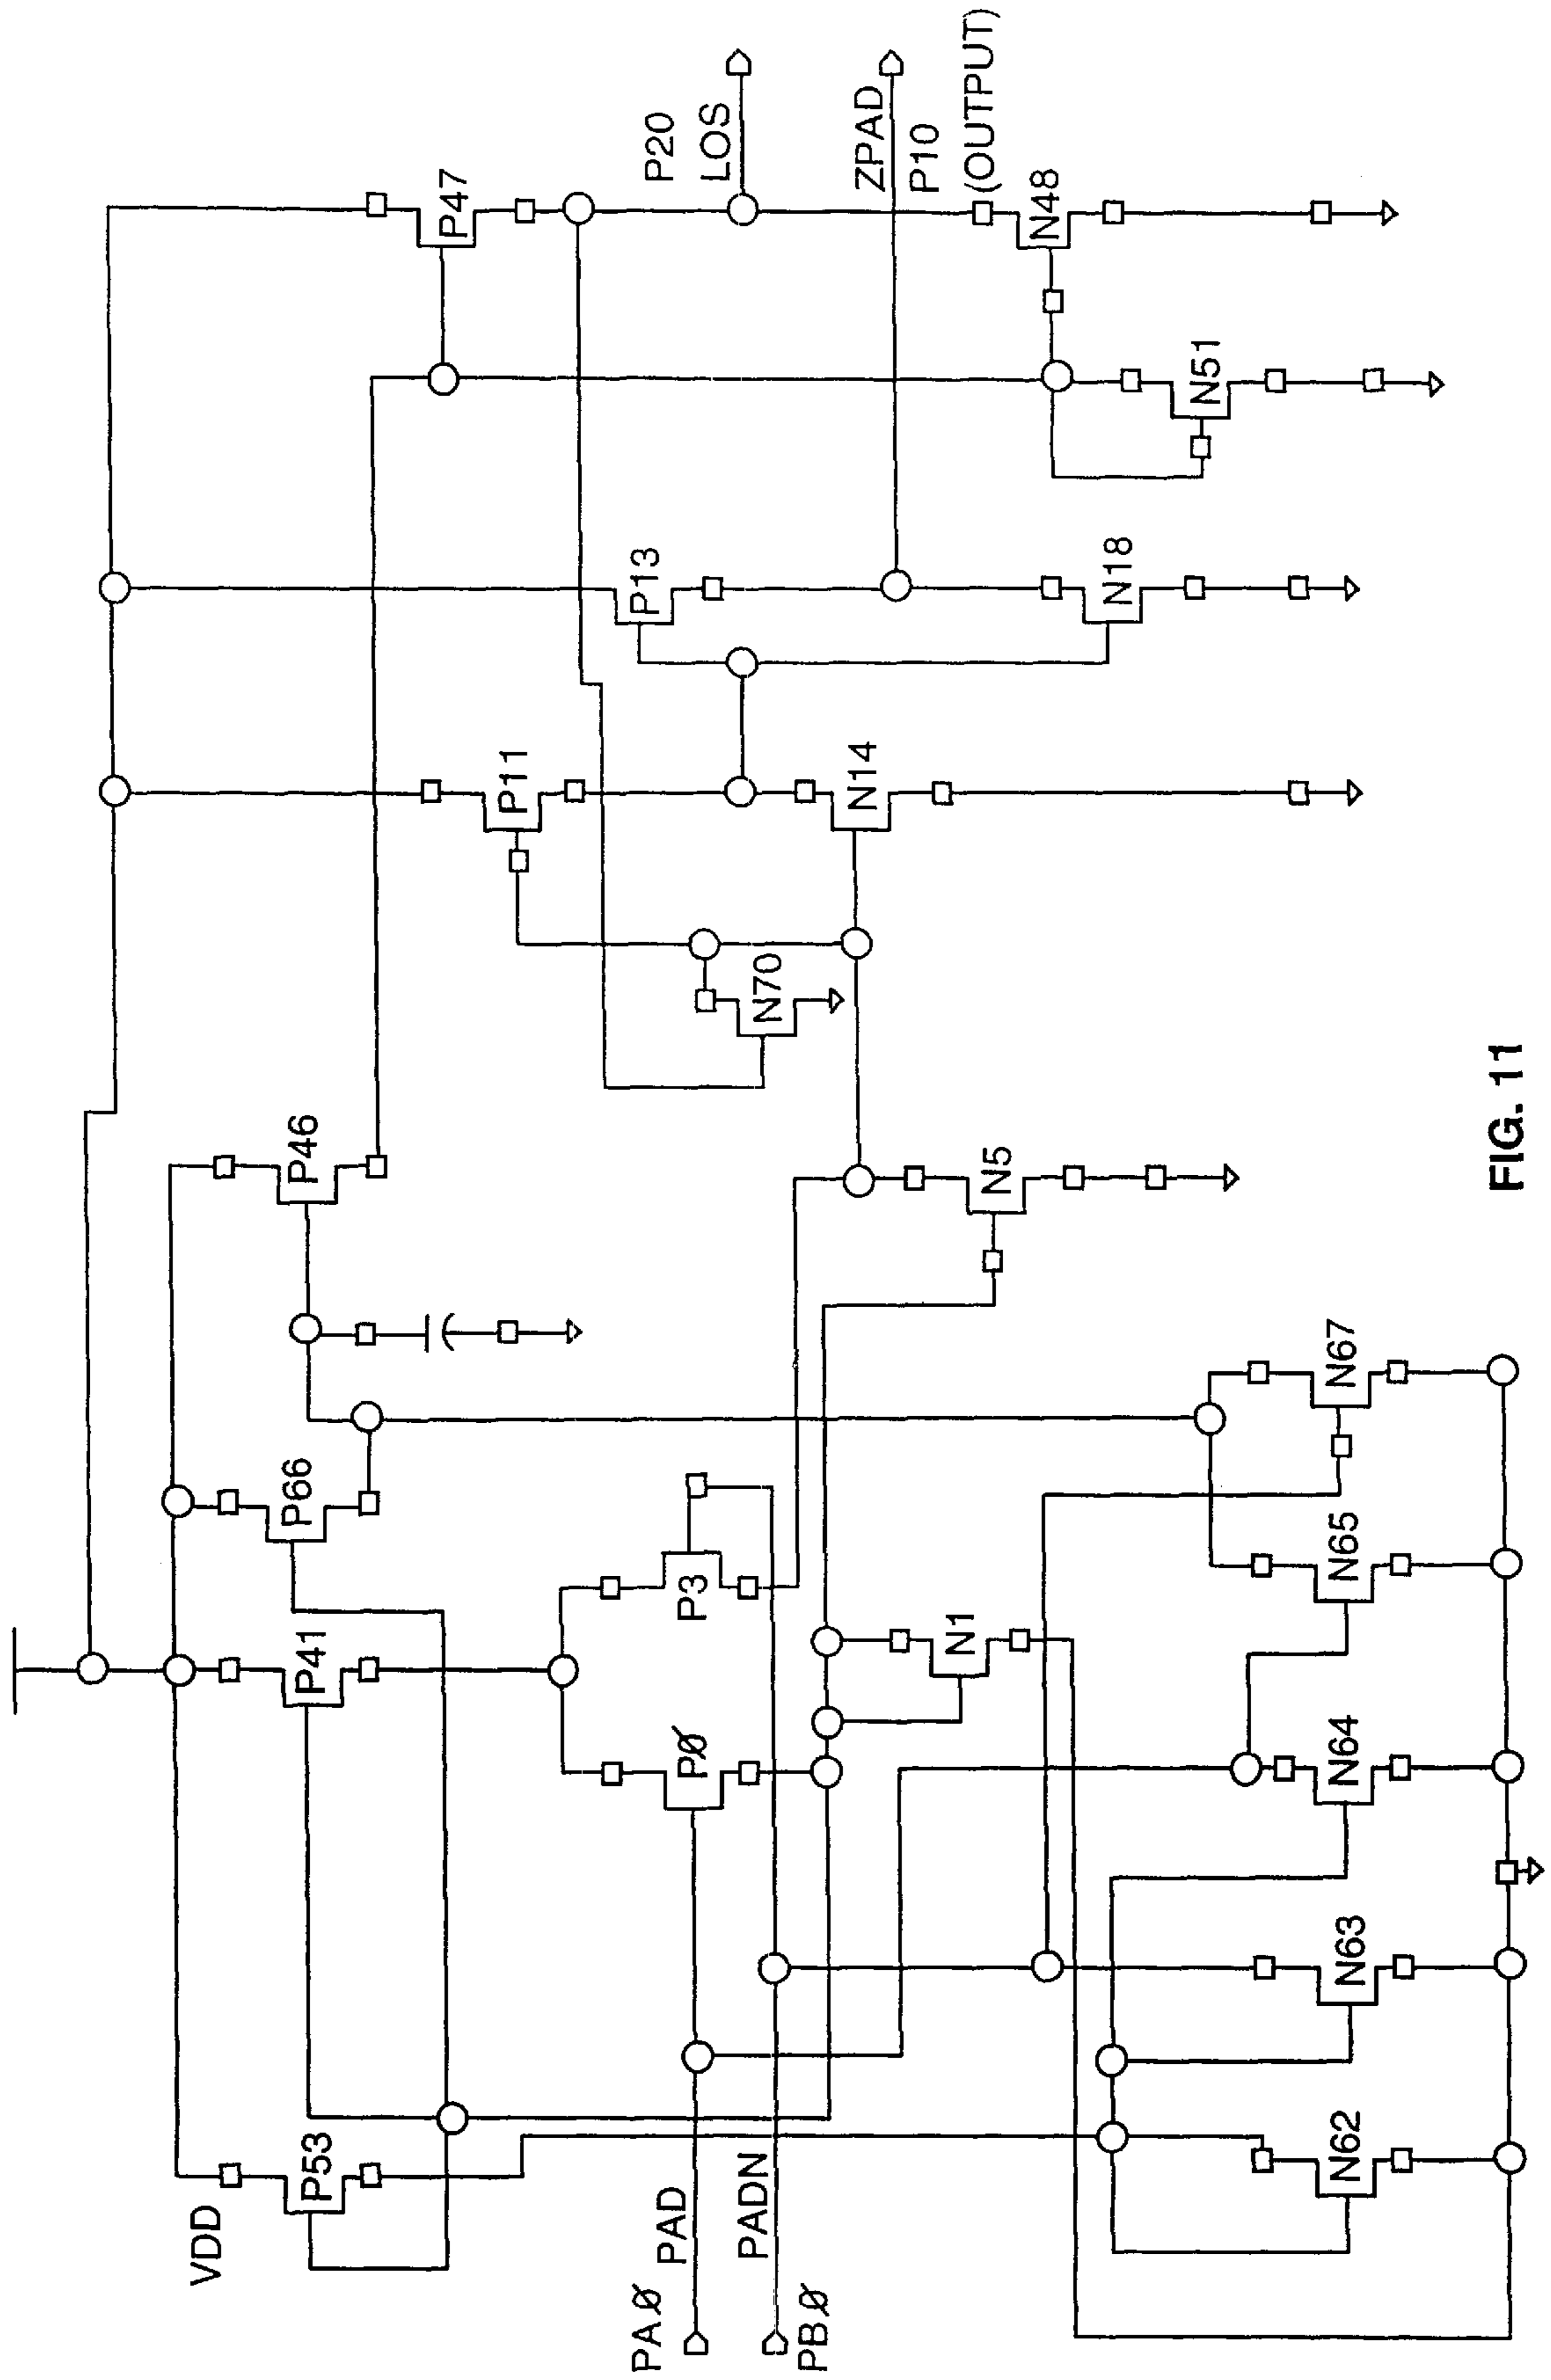 VDD
P53
P41
P66
P46
P47
PAØ
PAD
PØ
P3
P11
P13
P20
LOS
PADN
PBØ
N1
N5
N70
N14
N18
ZPAD
P10
(OUTPUT)
N48
N51
N62
N63
N64
N65
N67
FIG. 11